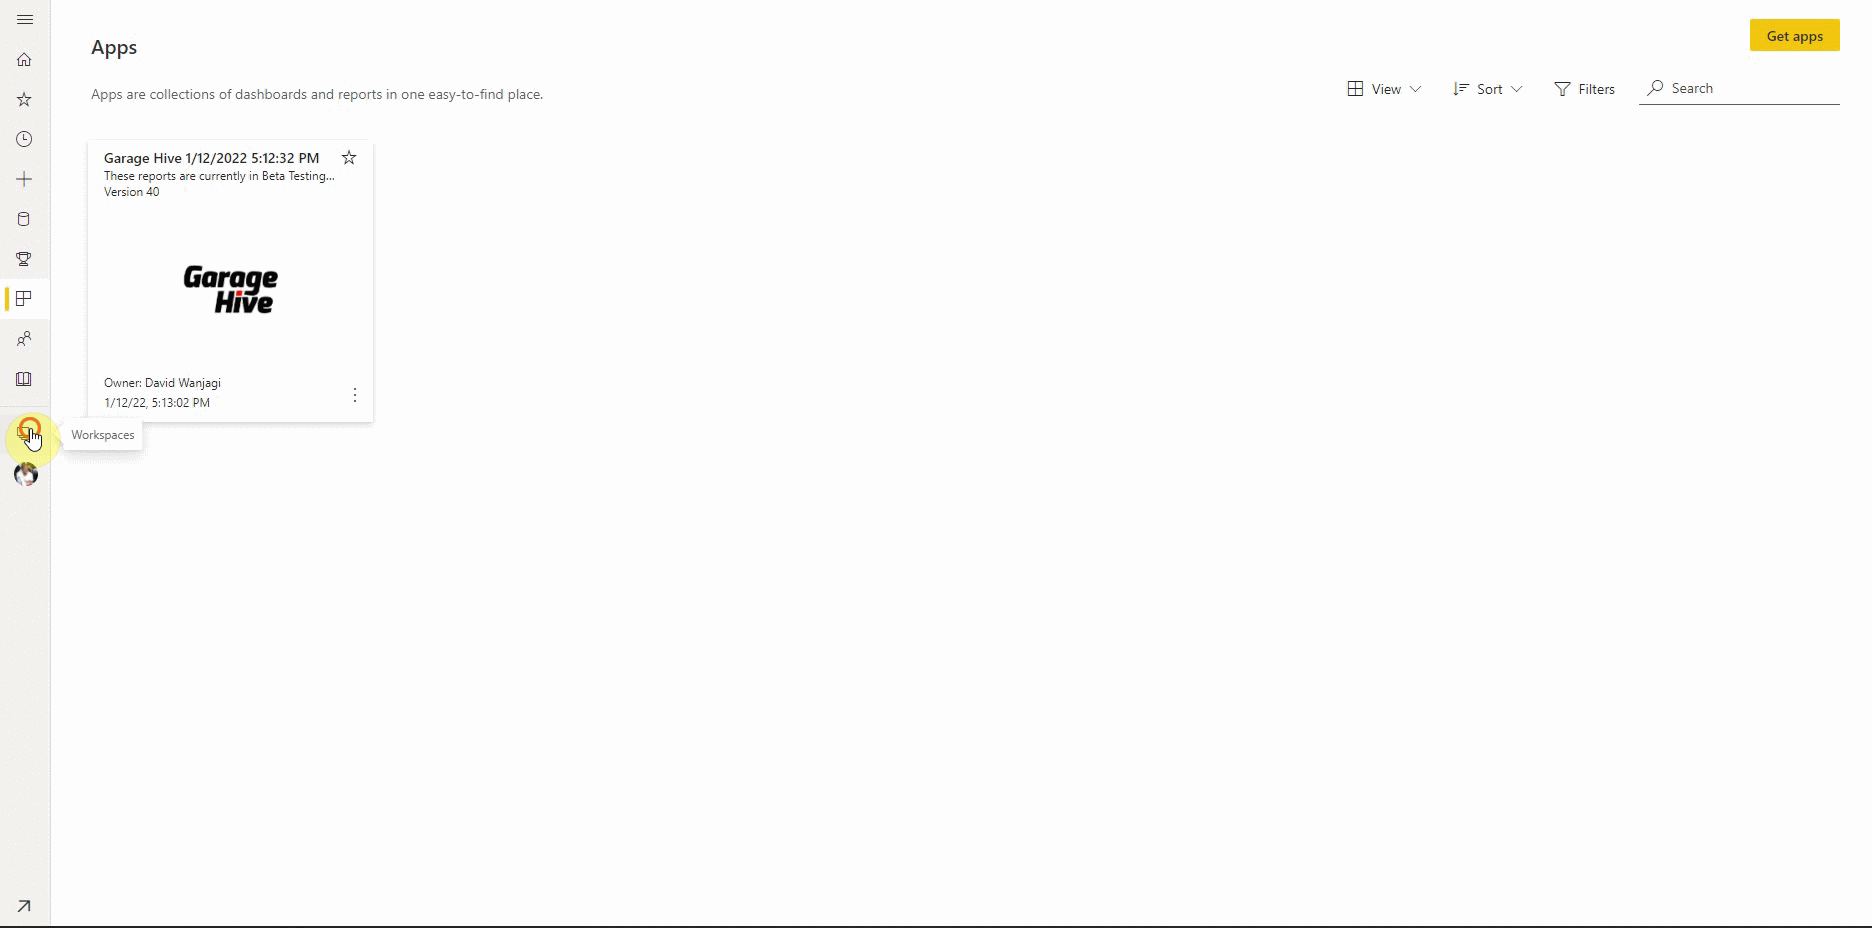 Get apps
Apps
Apps are collections of dashboards and reports in one easy-to-find place.
View
Sort
Filters
Search
Garage Hive 1/12/2022 5:12:32 PM
These reports are currently in Beta Testing...
Version 40
Garage
Hive
Owner: David Wanjagi
1/12/22, 5:13:02 PM
Workspaces